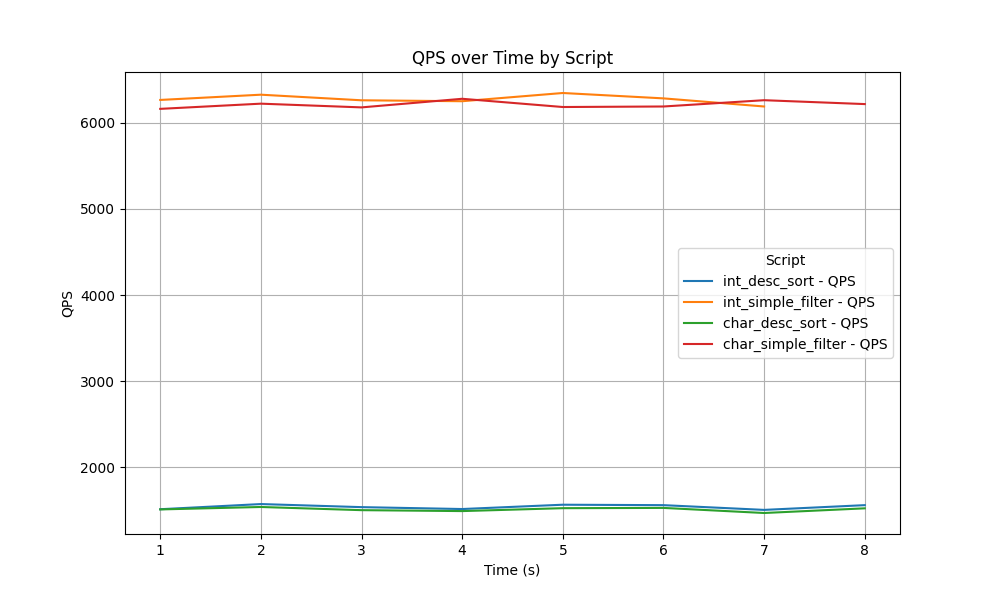 QPS over Time by Script
6000
5000
4000
3000
2000
QPS
Script
int_desc_sort - QPS
int_simple_filter - QPS
char_desc_sort - QPS
char_simple_filter - QPS
1 2 3 4 5 6 7 8
Time (s)